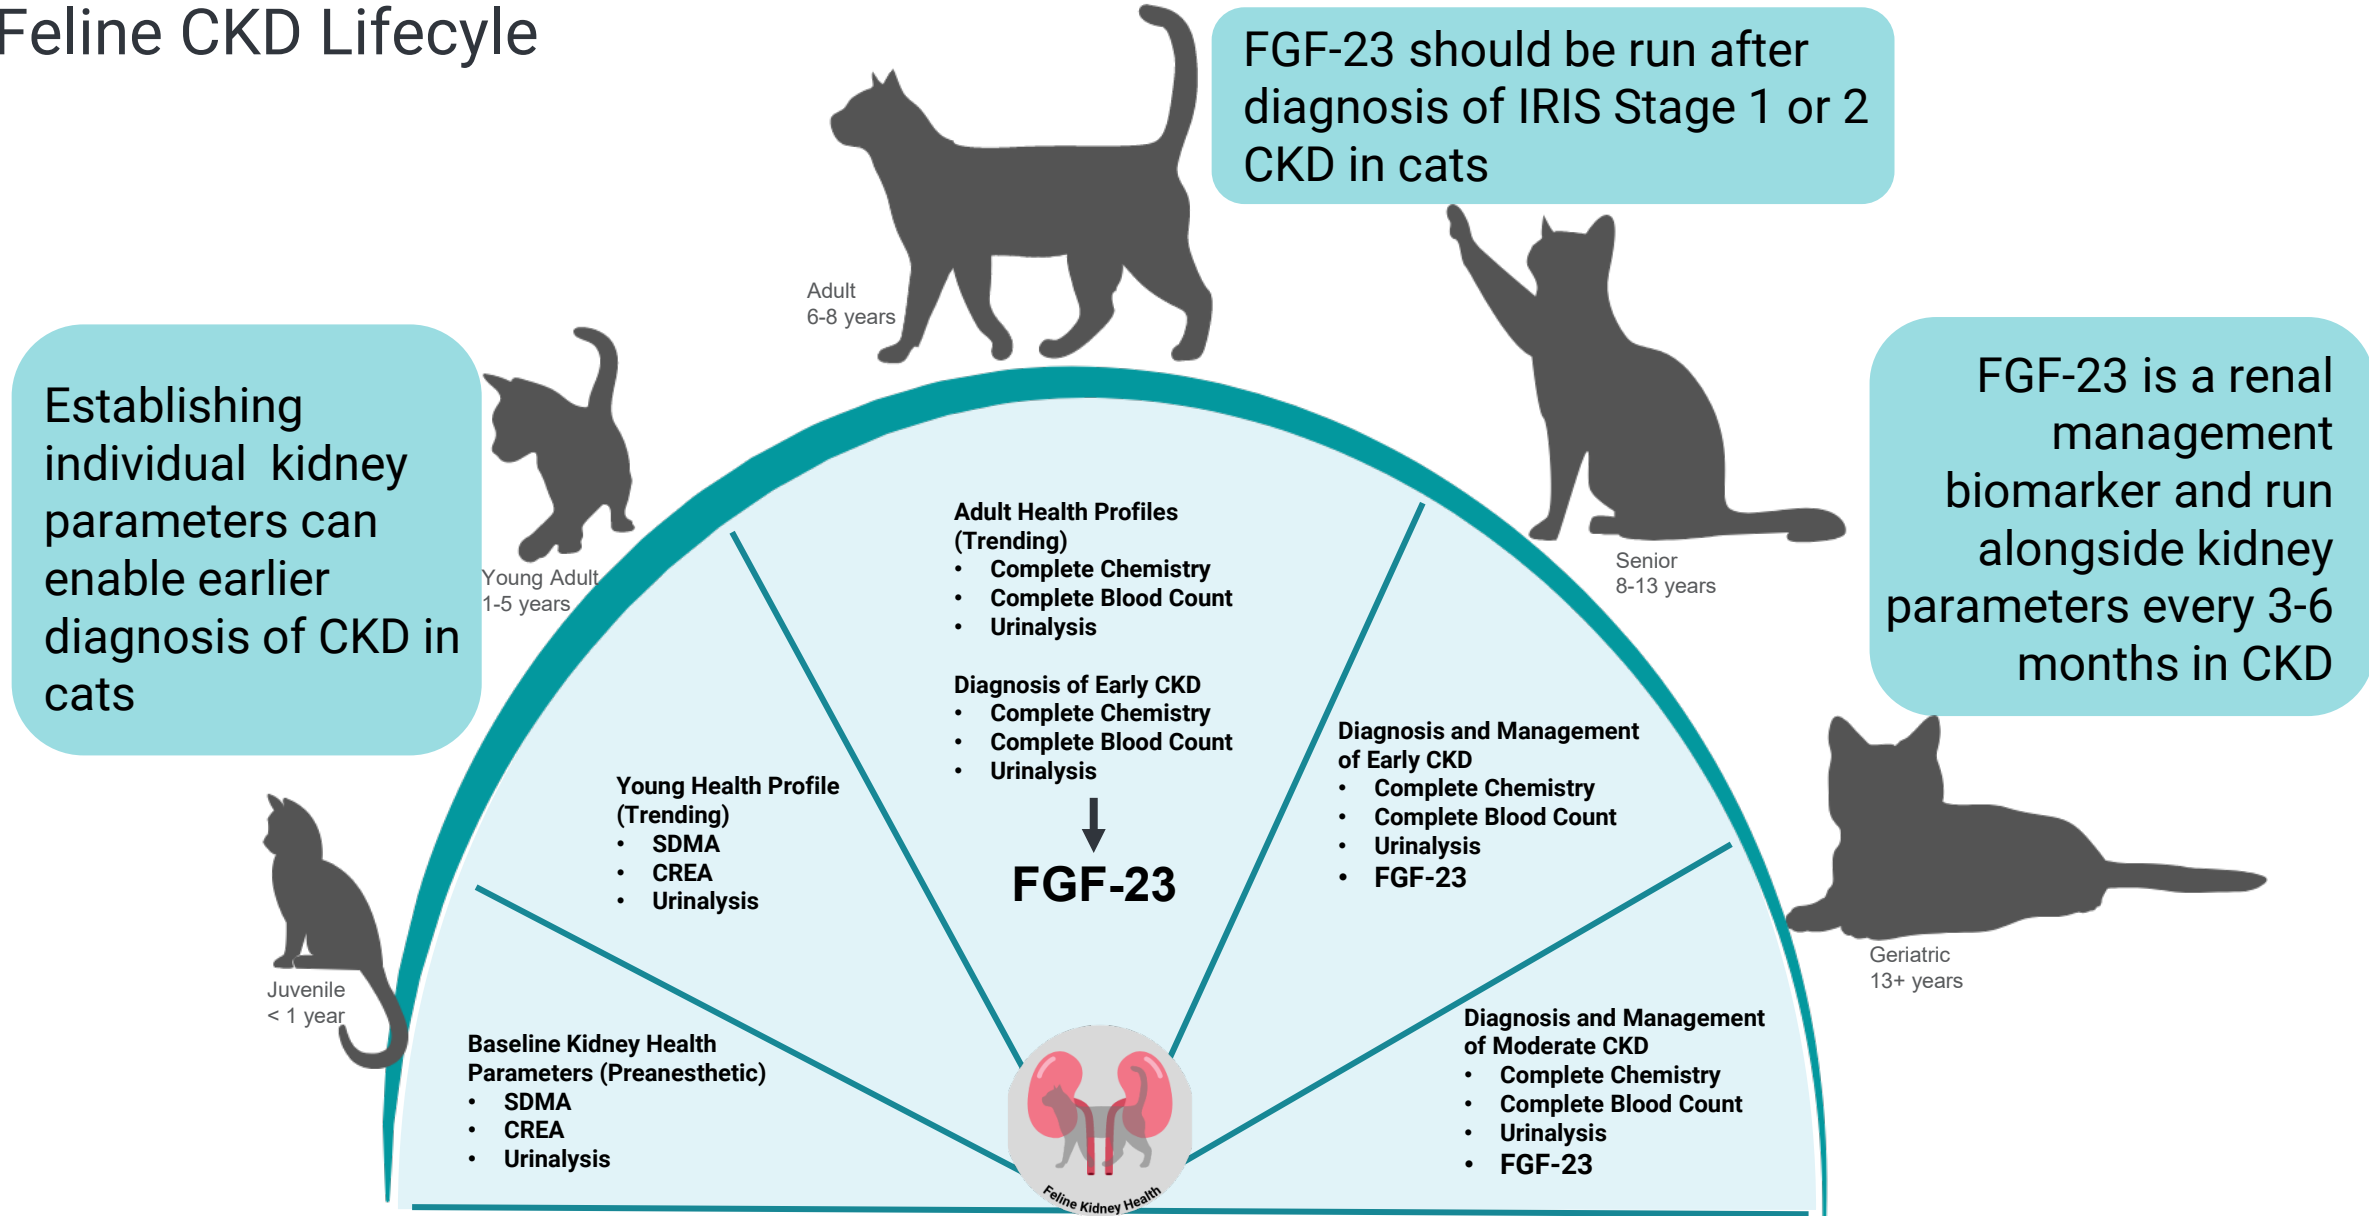 Feline CKD Lifecyle
FGF-23 should be run after
diagnosis of IRIS Stage 1 or 2
CKD in cats
Adult
6-8 years
Establishing
individual kidney
parameters can
enable earlier
diagnosis of CKD in
cats
Young Adult
1-5 years
Senior
8-13 years
FGF-23 is a renal
management
biomarker and run
alongside kidney
parameters every 3-6
months in CKD
Juvenile
< 1 year
Geriatric
13+ years
Baseline Kidney Health
Parameters (Preanesthetic)
• SDMA
• CREA
• Urinalysis
Young Health Profile
(Trending)
• SDMA
• CREA
• Urinalysis
Adult Health Profiles
(Trending)
• Complete Chemistry
• Complete Blood Count
• Urinalysis
Diagnosis of Early CKD
• Complete Chemistry
• Complete Blood Count
• Urinalysis
FGF-23
Diagnosis and Management
of Early CKD
• Complete Chemistry
• Complete Blood Count
• Urinalysis
• FGF-23
Diagnosis and Management
of Moderate CKD
• Complete Chemistry
• Complete Blood Count
• Urinalysis
• FGF-23
Feline Kidney Health